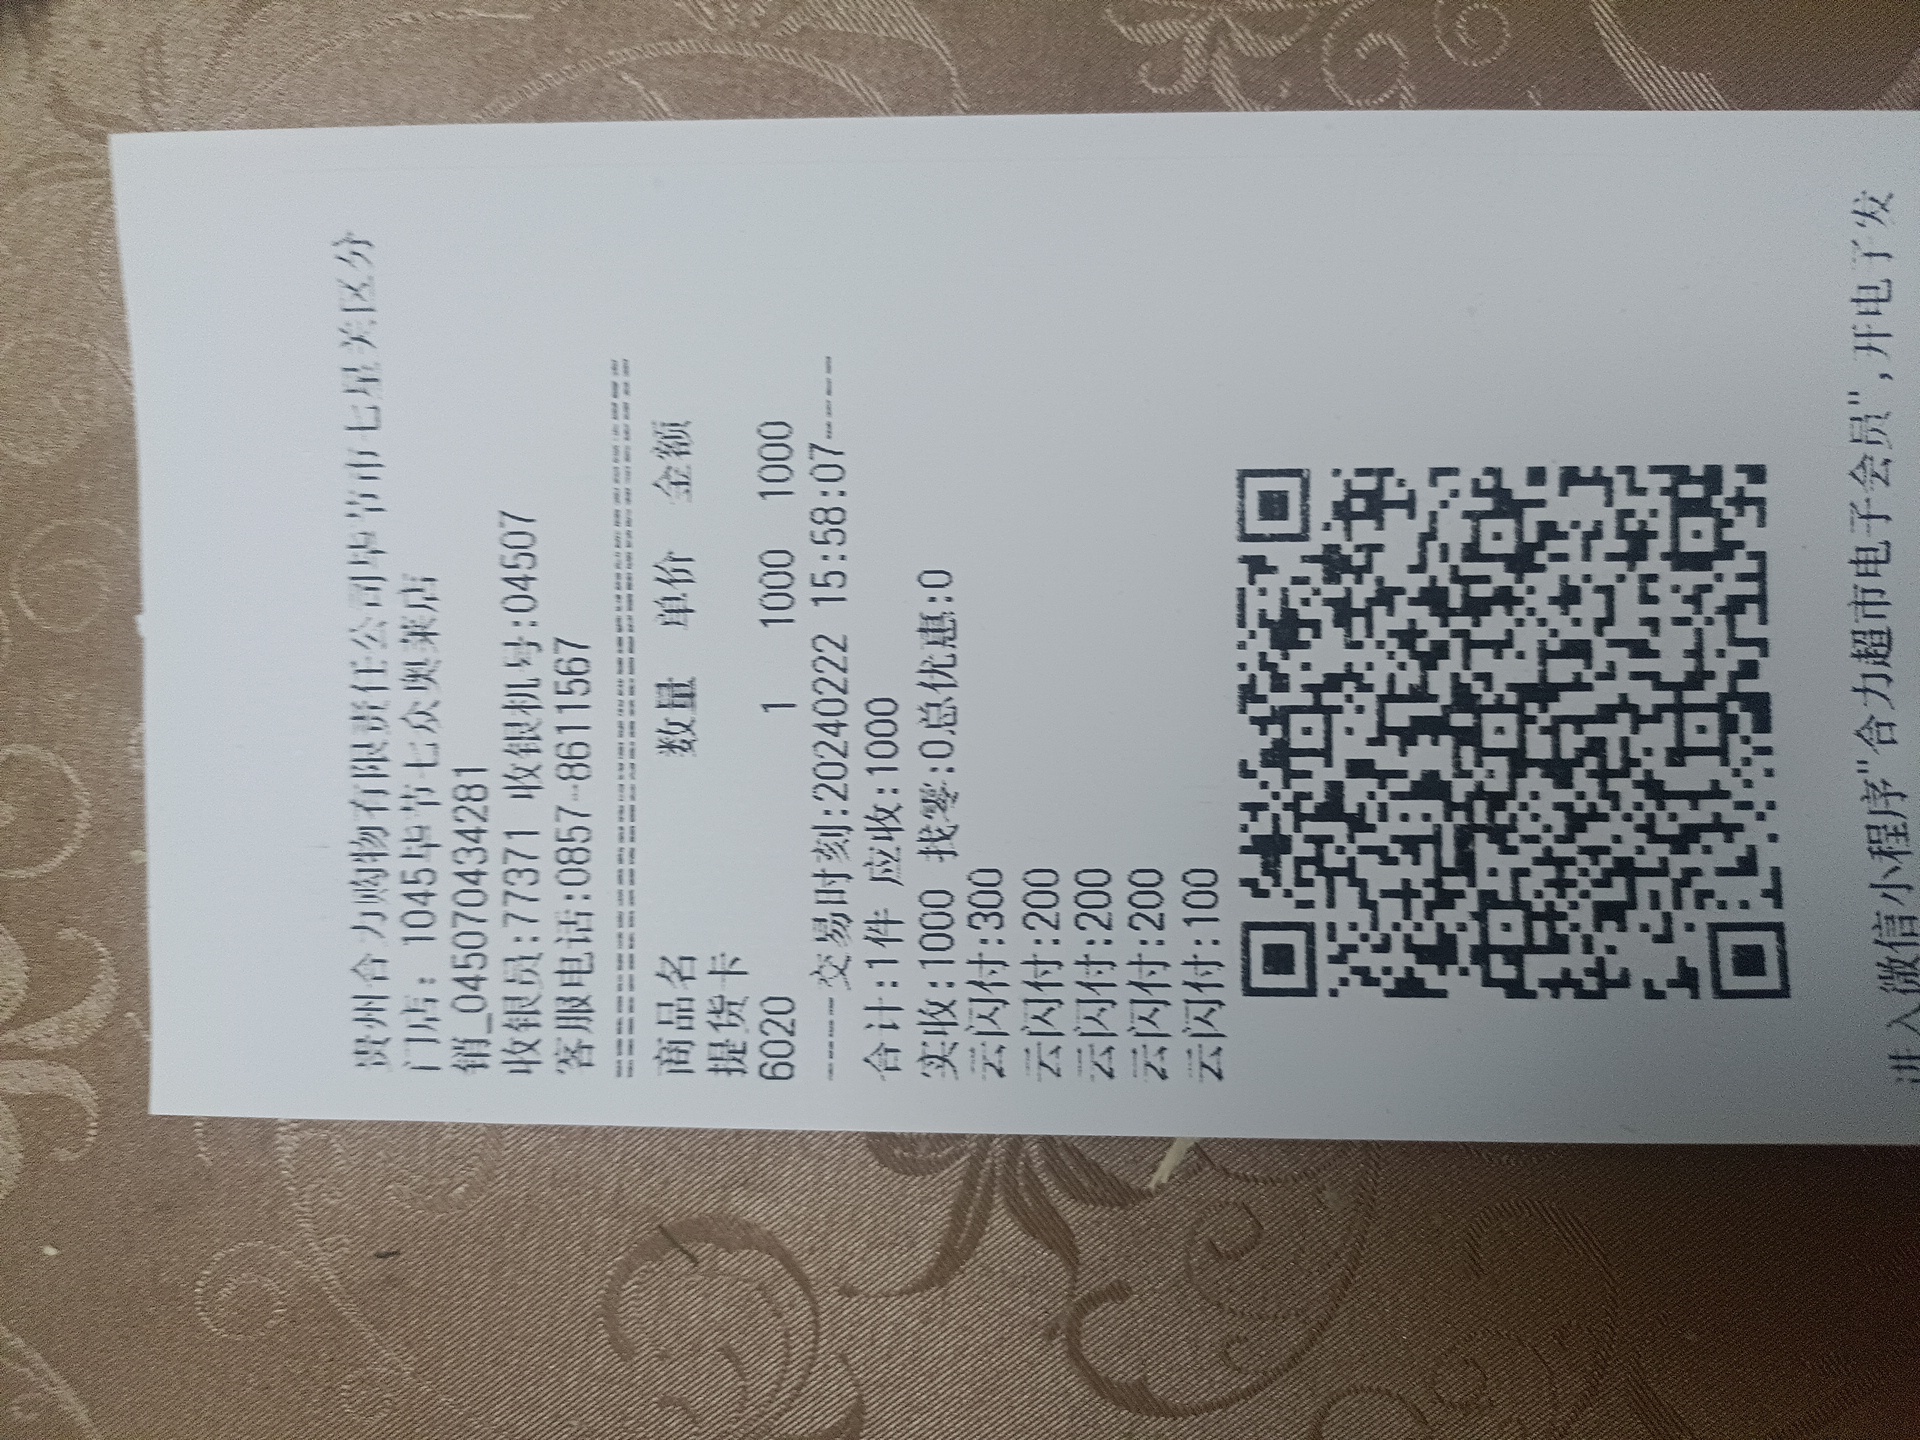 贵州合力购物有限责任公司毕节市七星关区分
门店: 1045毕节七众奥莱店
销_04507043428​1
收银员:77371 收银机号:04507
客服电话:0857-8611567
================================
商品名 数量 单价 金额
提货卡
6020 1 1000 1000
----交易时刻:20240222 15:58:07----
合计:1件 应收:1000
实收:1000 找零:0总优惠:0
云闪付:300
云闪付:200
云闪付:200
云闪付:200
云闪付:100
进入微信小程序"合力超市电子会员",开电子发